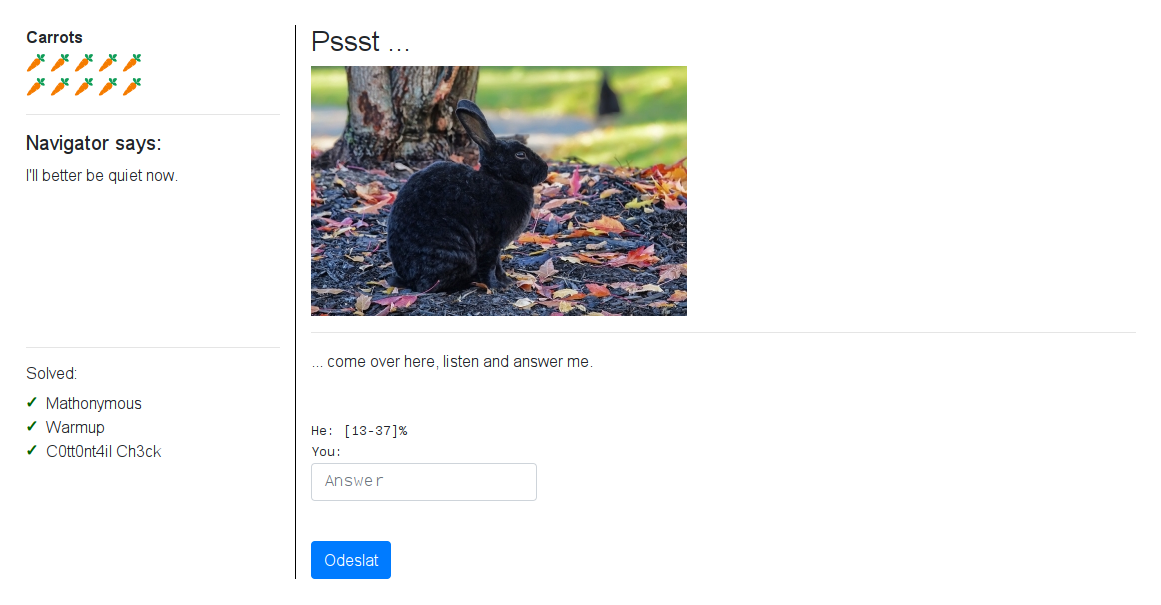 Carrots
Navigator says:
I'll better be quiet now.
Solved:
✓ Mathonymous
✓ Warmup
✓ C0tt0nt4il Ch3ck
Pssst ...
... come over here, listen and answer me.
He: [13-37]%
You:
Answer
Odeslat